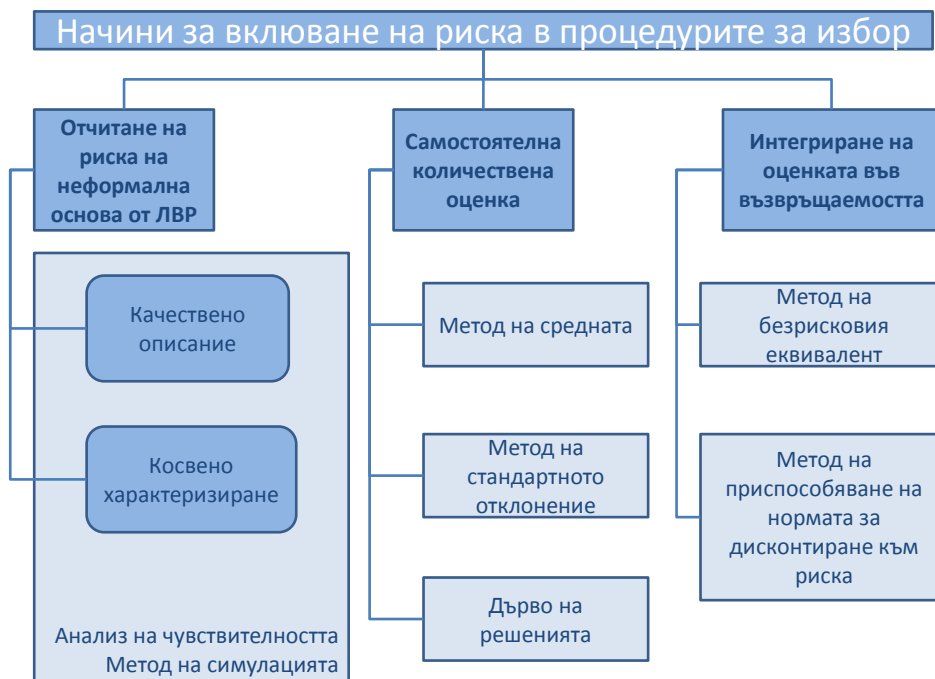 Начини за вклюване на риска в процедурите за избор
Отчитане на
риска на
неформална
основа от ЛВР
Качествено
описание
Косвено
характеризиране
Анализ на чувствителността
Метод на симулацията
Самостоятелна
количествена
оценка
Метод на средната
Метод на
стандартното
отклонение
Дърво на
решенията
Интегриране на
оценката във
възвръщаемостта
Метод на
безрисковия
еквивалент
Метод на
приспособяване на
нормата за
дисконтиране към
риска